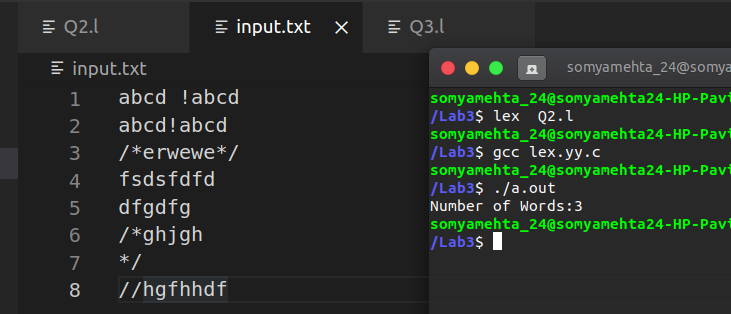 Q2.l input.txt Q3.l
input.txt
1 abcd !abcd
2 abcd!abcd
3 /*erwewe*/
4 fsdsfdfd
5 dfgdfg
6 /*ghjgh
7 */
8 //hgfhhdf
somyamehta_24@somya
somyamehta_24@somyamehta24-HP-Pavi
/Lab3$ lex  Q2.l
somyamehta_24@somyamehta24-HP-Pavi
/Lab3$ gcc lex.yy.c
somyamehta_24@somyamehta24-HP-Pavi
/Lab3$ ./a.out
Number of Words:3
somyamehta_24@somyamehta24-HP-Pavi
/Lab3$